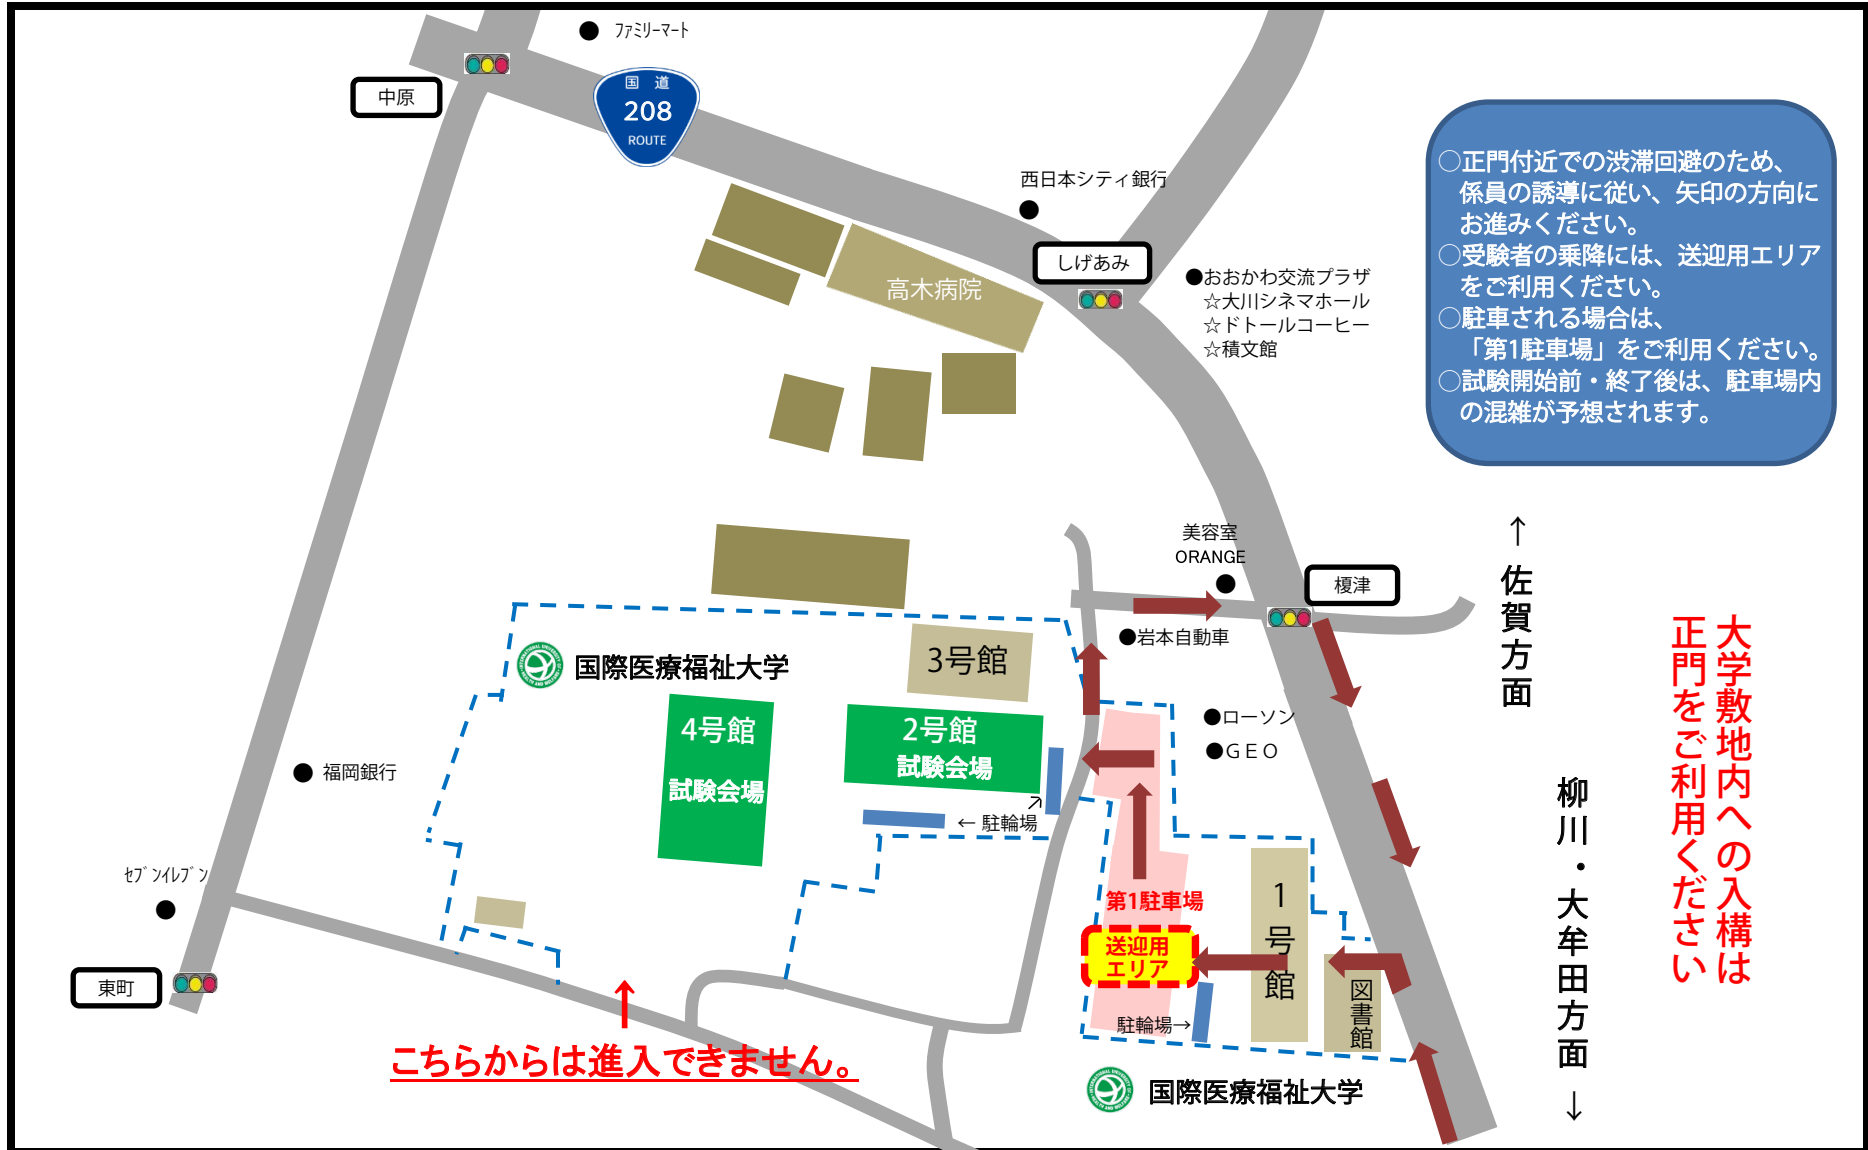 ﾌｧﾐﾘｰﾏｰﾄ
国 道
208
ROUTE
中原
西日本シティ銀行
しげあみ
高木病院
●おおかわ交流プラザ
☆大川シネマホール
☆ドトールコーヒー
☆積文館
○正門付近での渋滞回避のため、
係員の誘導に従い、矢印の方向に
お進みください。
○受験者の乗降には、送迎用エリア
をご利用ください。
○駐車される場合は、
「第1駐車場」をご利用ください。
○試験開始前・終了後は、駐車場内
の混雑が予想されます。
美容室
ORANGE
榎津
●岩本自動車
↑佐賀方面
大学敷地内への入構は
正門をご利用ください
3号館
国際医療福祉大学
4号館
試験会場
2号館
試験会場
●ローソン
●ＧＥＯ
福岡銀行
←駐輪場
柳川・大牟田方面↓
ｾﾌﾞﾝｲﾚﾌﾞﾝ
東町
第1駐車場
送迎用
エリア
1号館
図書館
駐輪場→
こちらからは進入できません。
国際医療福祉大学